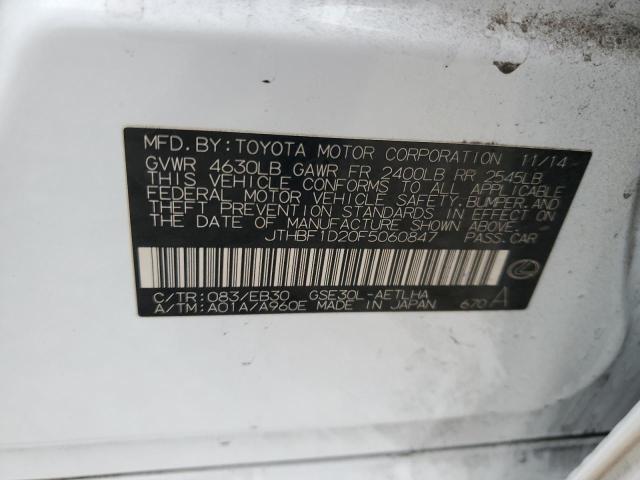 MFD. BY: TOYOTA MOTOR CORPORATION 11/14
GVWR 4630LB GAWR FR 2400LB RR 2545LB
THIS VEHICLE CONFORMS TO ALL APPLICABLE
FEDERAL MOTOR VEHICLE SAFETY, BUMPER, AND
THEFT PREVENTION STANDARDS IN EFFECT ON
THE DATE OF MANUFACTURE SHOWN ABOVE.
JTHBF1D20F5060847 PASS. CAR
C/TR: 083/EB30 GSE30L-AETLHA
A/TM: A01A/A960E MADE IN JAPAN 670 A